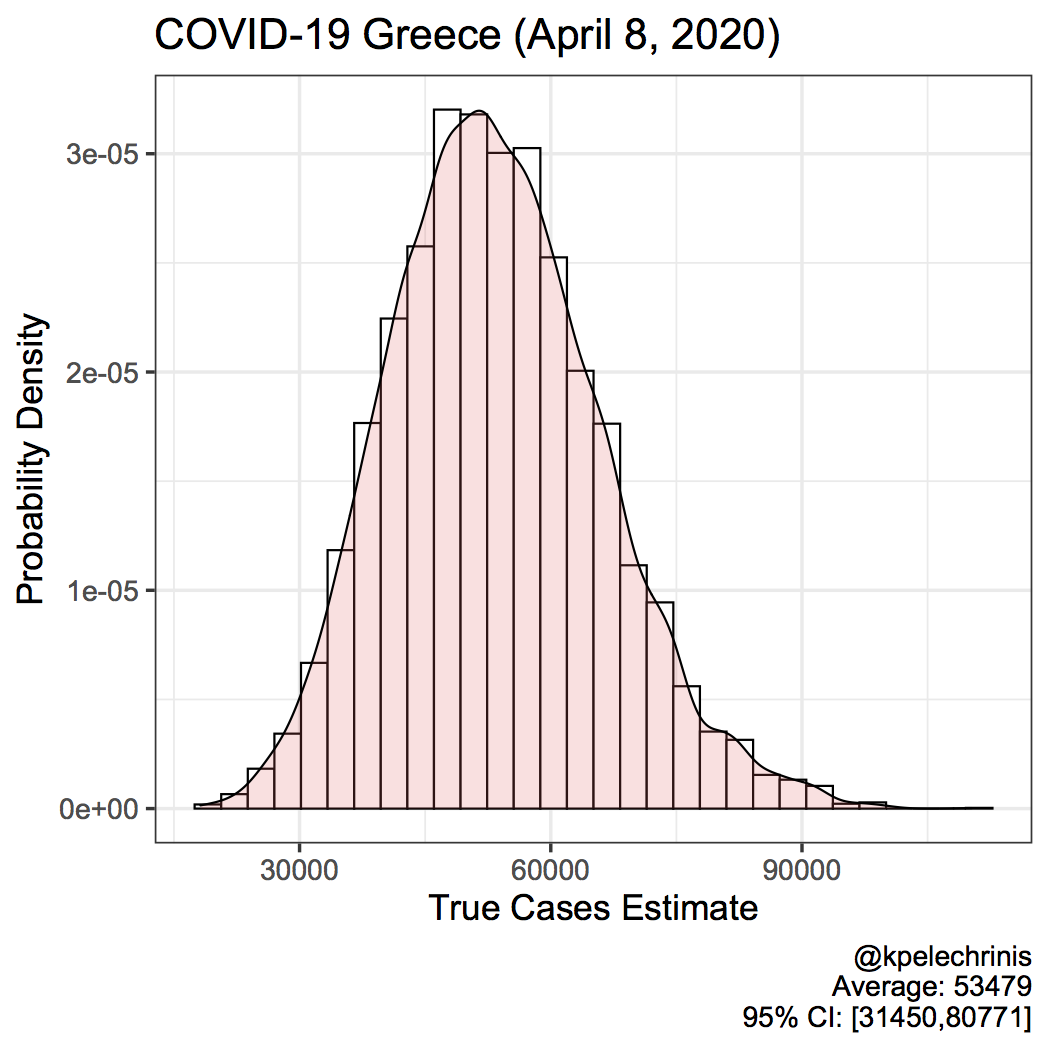 COVID-19 Greece (April 8, 2020)
Probability Density
3e-05
2e-05
1e-05
0e+00
30000 60000 90000
True Cases Estimate
@kpelechrinis
Average: 53479
95% CI: [31450,80771]